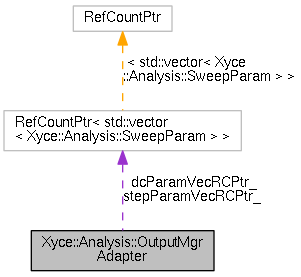 RefCountPtr
< std::vector< Xyce
::Analysis::SweepParam > >
RefCountPtr< std::vector
< Xyce::Analysis::SweepParam > >
dcParamVecRCPtr_
stepParamVecRCPtr_
Xyce::Analysis::OutputMgr
Adapter